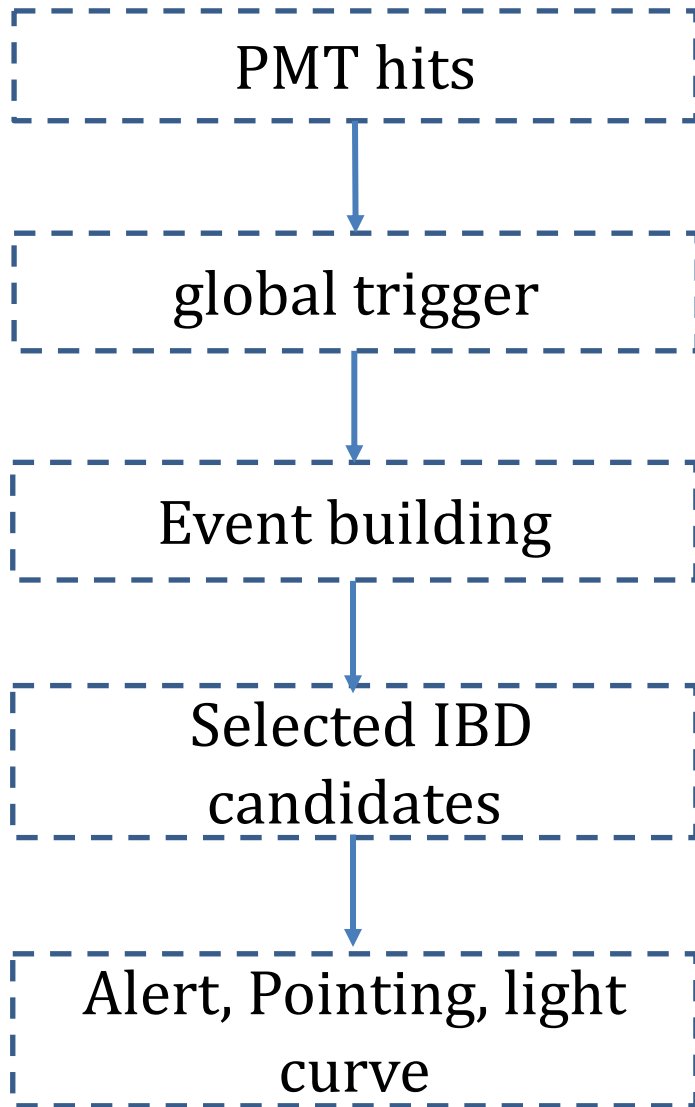 PMT hits
global trigger
Event building
Selected IBD
candidates
Alert, Pointing, light
curve